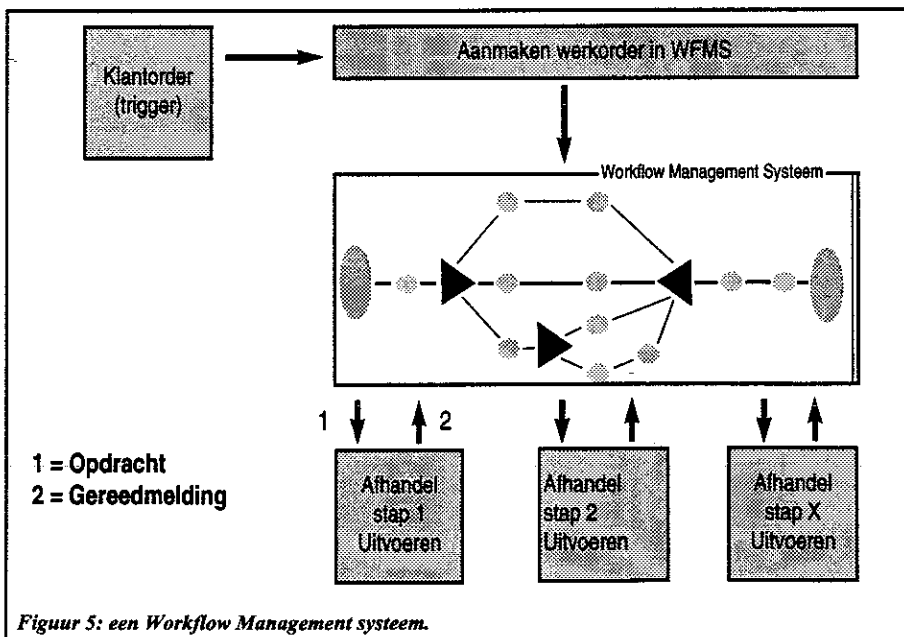 Klantorder
(trigger)
Aanmaken werkorder in WFMS
Workflow Management Systeem
1
2
1 = Opdracht
2 = Gereedmelding
Afhandel
stap 1
Uitvoeren
Afhandel
stap 2
Uitvoeren
Afhandel
stap X
Uitvoeren
Figuur 5: een Workflow Management systeem.